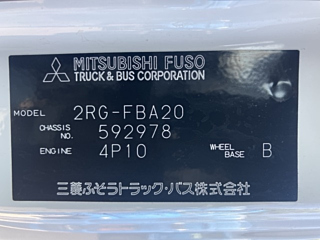 MITSUBISHI FUSO
TRUCK & BUS CORPORATION
MODEL 2RG-FBA20
CHASSIS NO. 592978
ENGINE 4P10 WHEEL BASE B
三菱ふそうトラック・バス株式会社